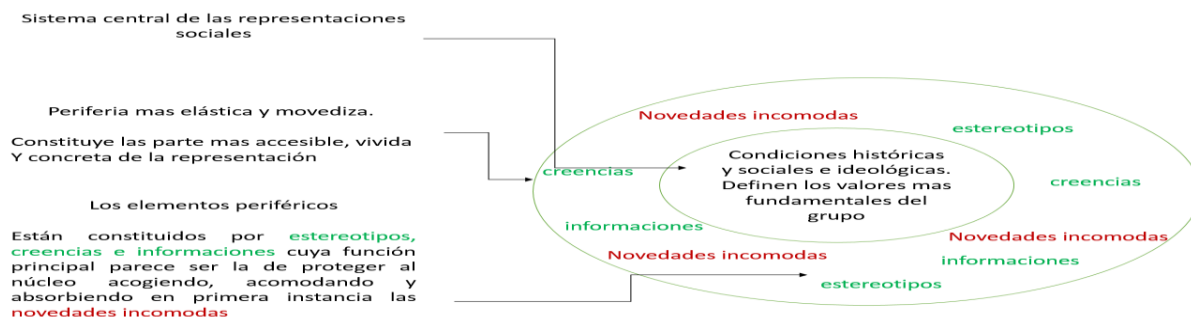 Sistema central de las representaciones
sociales
Periferia mas elástica y movediza.
Constituye las parte mas accesible, vivida
Y concreta de la representación
Los elementos periféricos
Están constituidos por estereotipos,
creencias e informaciones cuya función
principal parece ser la de proteger al
núcleo acogiendo, acomodando y
absorbiendo en primera instancia las
novedades incomodas
Novedades incomodas
estereotipos
Condiciones históricas
y sociales e ideológicas.
Definen los valores mas
fundamentales del
grupo
creencias
creencias
informaciones
Novedades incomodas
Novedades incomodas
informaciones
estereotipos